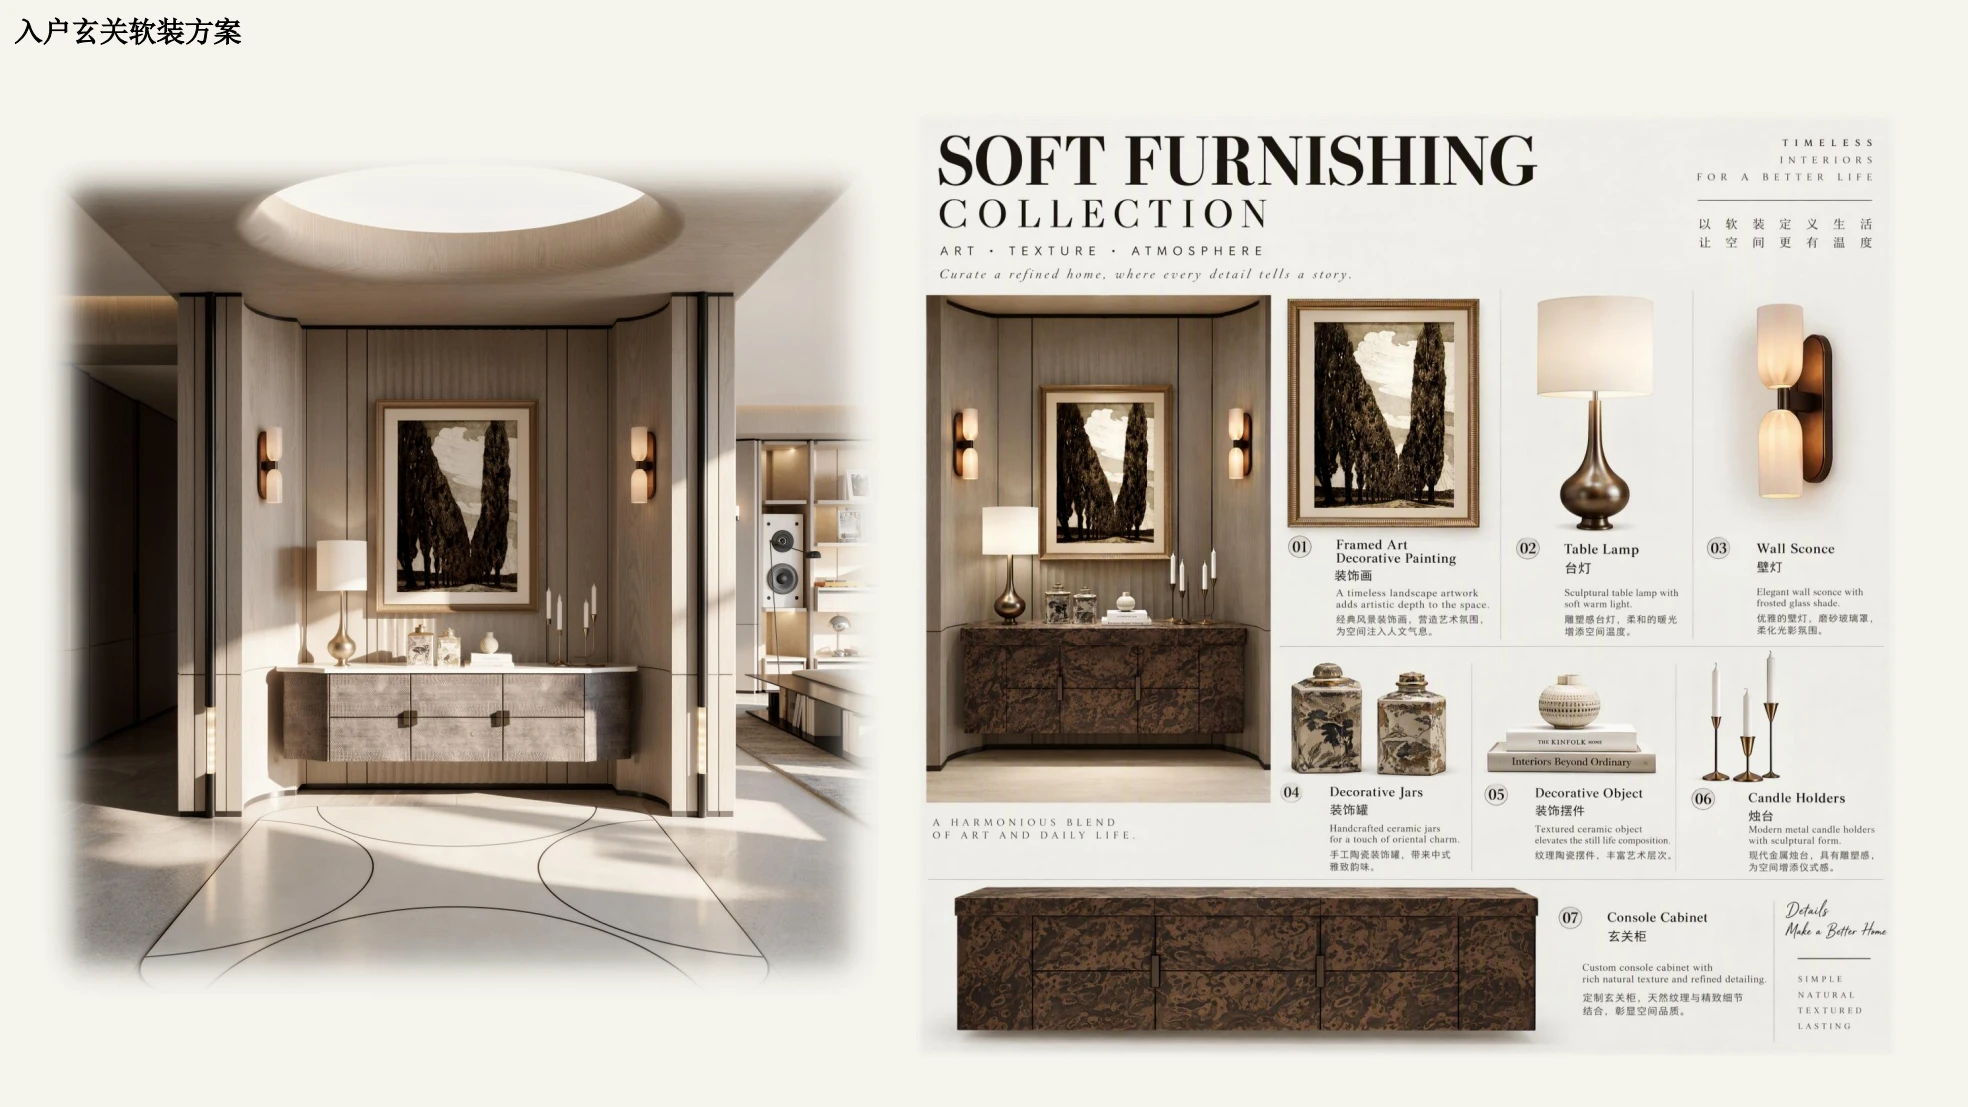 入户玄关软装方案
SOFT FURNISHING
COLLECTION
ART · TEXTURE · ATMOSPHERE
Curate a refined home, where every detail tells a story.
TIMELESS
INTERIORS
FOR A BETTER LIFE
以软装定义生活
让空间更有温度
01
Framed Art
Decorative Painting
装饰画
A timeless landscape artwork
adds artistic depth to the space.
经典风景装饰画，营造艺术氛围，
为空间注入人文气息。
02
Table Lamp
台灯
Sculptural table lamp with
soft warm light.
雕塑感台灯，柔和的暖光
增添空间温度。
03
Wall Sconce
壁灯
Elegant wall sconce with
frosted glass shade.
优雅的壁灯，磨砂玻璃罩，
柔化光影氛围。
04
Decorative Jars
装饰罐
Handcrafted ceramic jars
for a touch of oriental charm.
手工陶瓷装饰罐，带来中式
雅致韵味。
THE KINFOLK HOME
Interiors Beyond Ordinary
05
Decorative Object
装饰摆件
Textured ceramic object
elevates the still life composition.
纹理陶瓷摆件，丰富艺术层次。
06
Candle Holders
烛台
Modern metal candle holders
with sculptural form.
现代金属烛台，具有雕塑感，
为空间增添仪式感。
A HARMONIOUS BLEND
OF ART AND DAILY LIFE.
07
Console Cabinet
玄关柜
Custom console cabinet with
rich natural texture and refined detailing.
定制玄关柜，天然纹理与精致细节
结合，彰显空间品质。
Details
Make a Better Home
SIMPLE
NATURAL
TEXTURED
LASTING